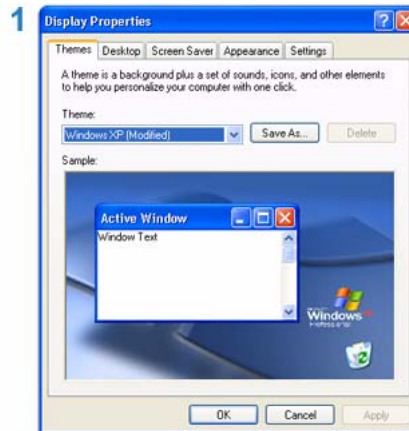 1
Display Properties
Themes Desktop Screen Saver Appearance Settings
A theme is a background plus a set of sounds, icons, and other elements
to help you personalize your computer with one click.
Theme:
Windows XP (Modified) Save As... Delete
Sample:
Active Window
Window Text
Windows
Professional
OK Cancel Apply